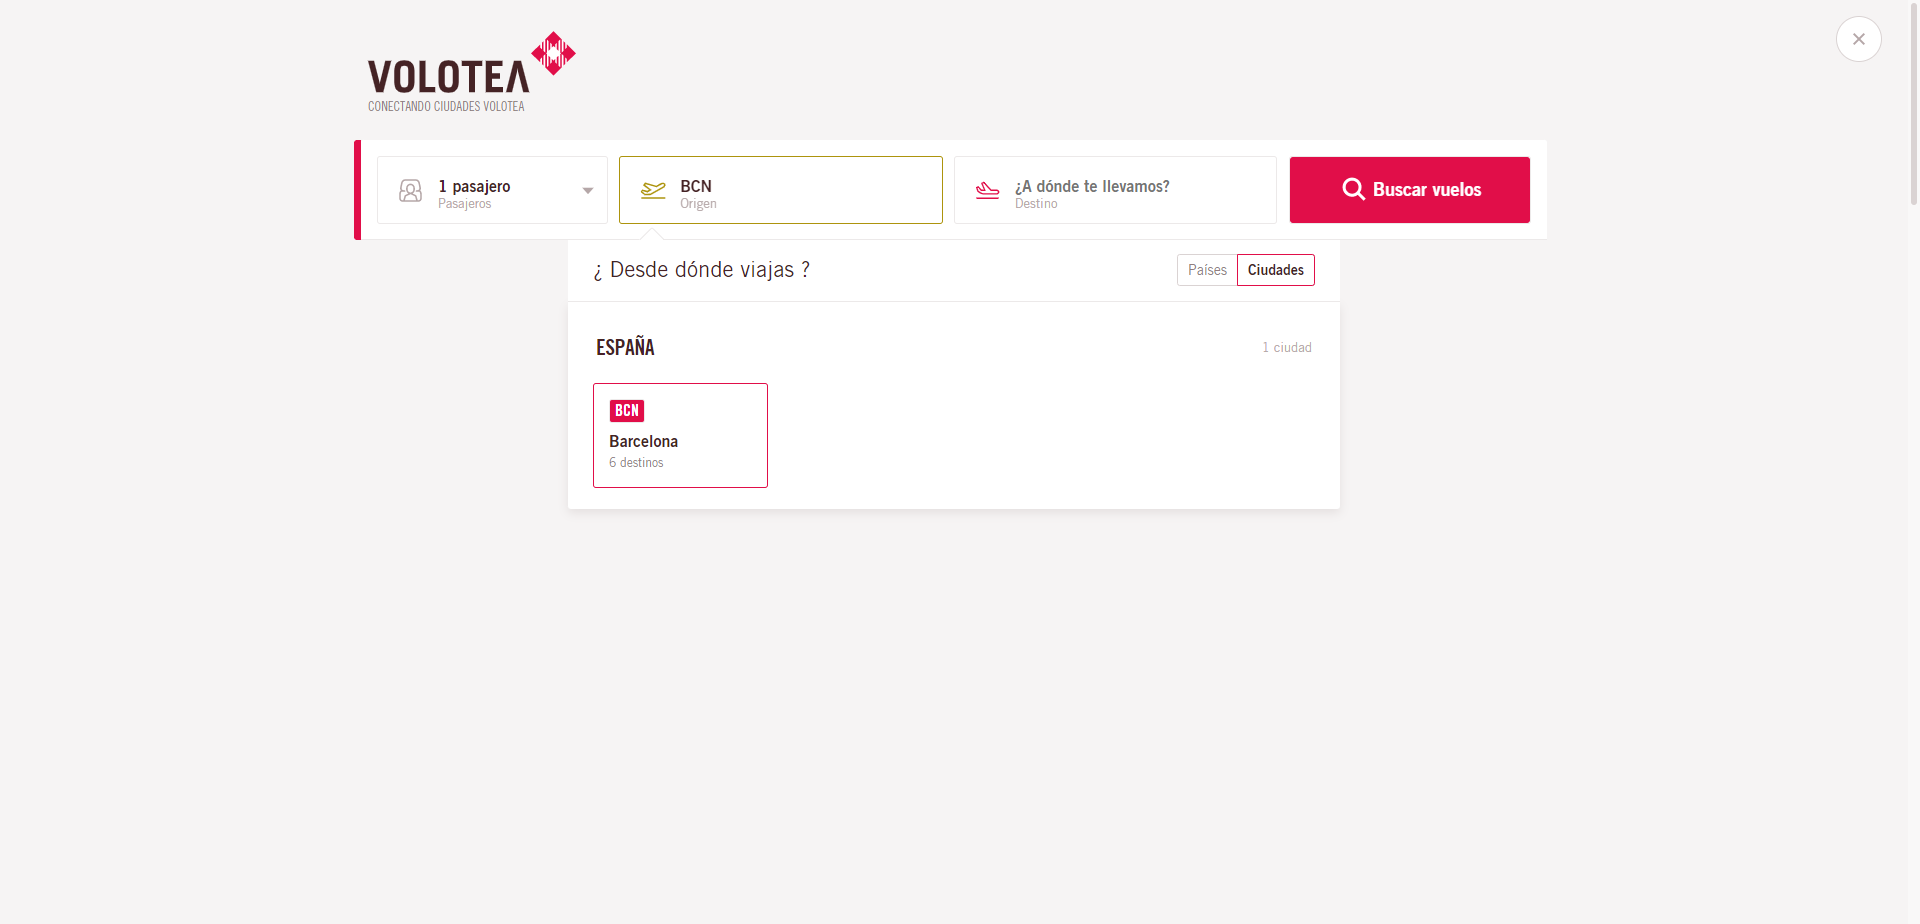 VOLOTEA
CONECTANDO CIUDADES VOLOTEA
1 pasajero
Pasajeros
BCN
Origen
¿A dónde te llevamos?
Destino
Buscar vuelos
¿ Desde dónde viajas ?
Países
Ciudades
ESPAÑA
1 ciudad
BCN
Barcelona
6 destinos